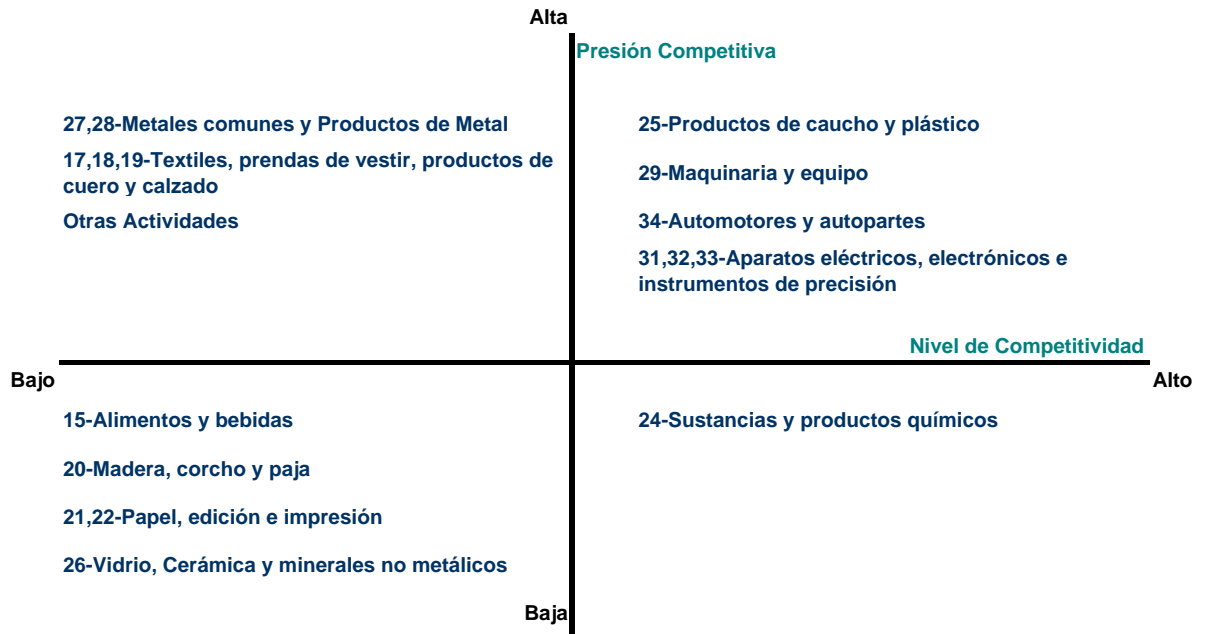 Alta
Presión Competitiva
27,28-Metales comunes y Productos de Metal
17,18,19-Textiles, prendas de vestir, productos de
cuero y calzado
Otras Actividades
25-Productos de caucho y plástico
29-Maquinaria y equipo
34-Automotores y autopartes
31,32,33-Aparatos eléctricos, electrónicos e
instrumentos de precisión
Nivel de Competitividad
Bajo
Alto
15-Alimentos y bebidas
20-Madera, corcho y paja
21,22-Papel, edición e impresión
26-Vidrio, Cerámica y minerales no metálicos
24-Sustancias y productos químicos
Baja